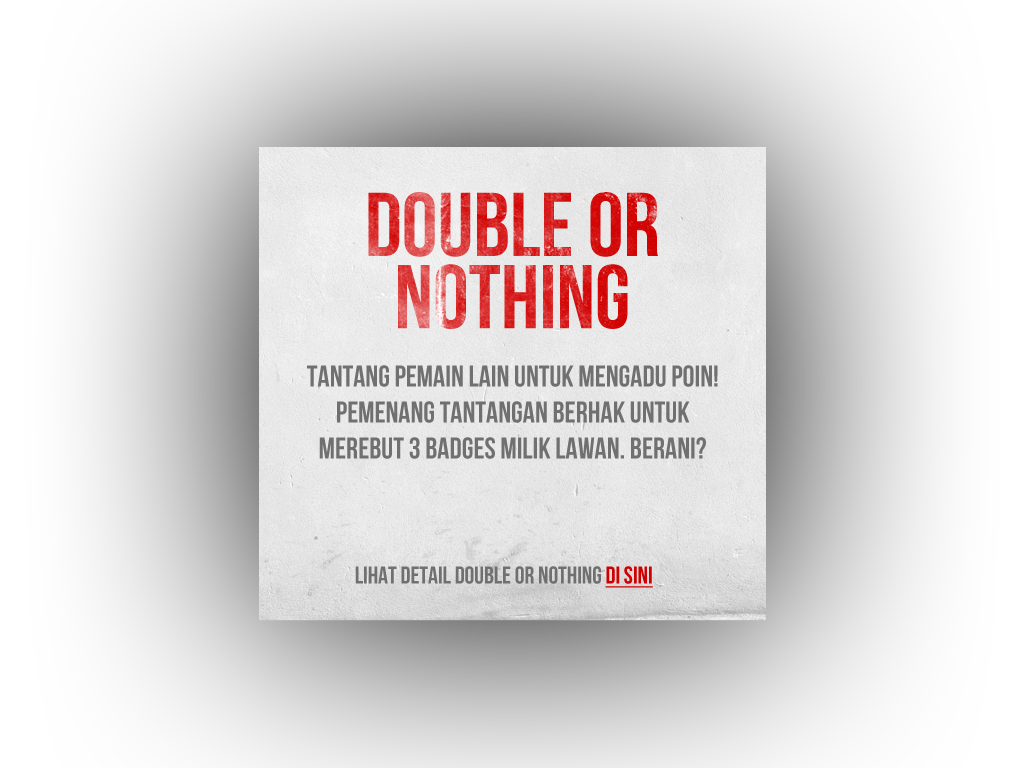 DOUBLE OR
NOTHING
TANTANG PEMAIN LAIN UNTUK MENGADU POIN!
PEMENANG TANTANGAN BERHAK UNTUK
MEREBUT 3 BADGES MILIK LAWAN. BERANI?
LIHAT DETAIL DOUBLE OR NOTHING DI SINI